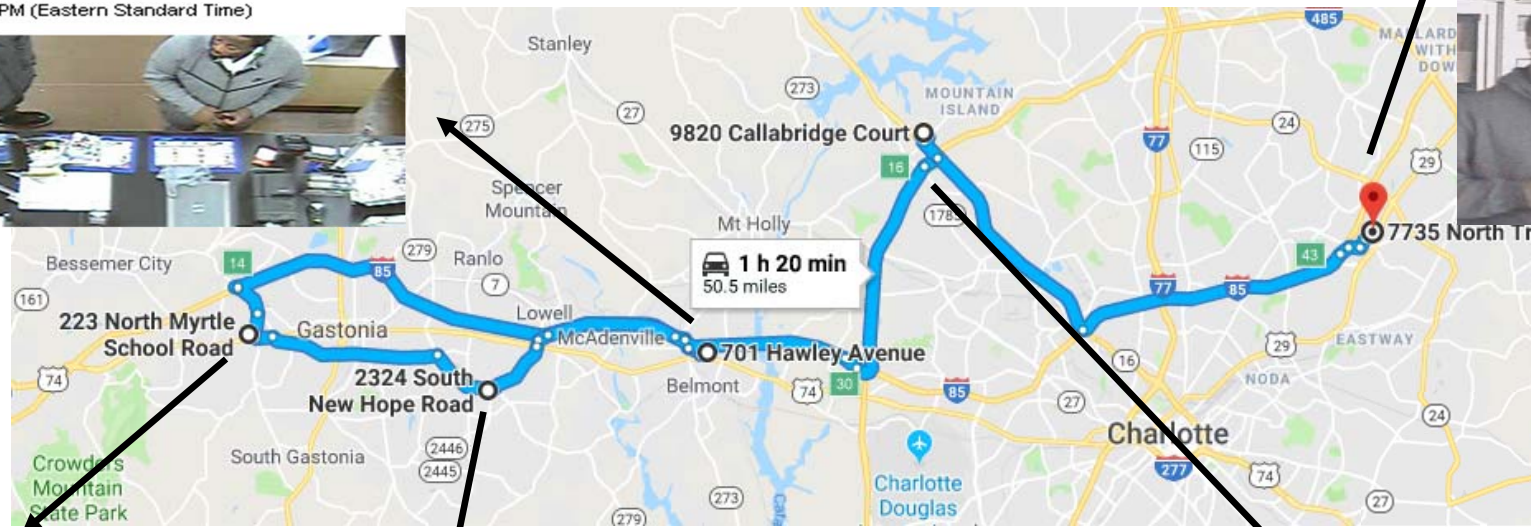 PM (Eastern Standard Time)
Stanley
485
MALLARD
WITH
DOW
273
MOUNTAIN
ISLAND
27
275
9820 Callabridge Court
77
115
24
29
16
Spencer
Mountain
Mt Holly
1785
7735 North Tr
279
Ranlo
1 h 20 min
50.5 miles
43
Bessemer City
14
85
7
77
85
161
223 North Myrtle
School Road
Gastonia
Lowell
McAdenville
701 Hawley Avenue
16
29
EASTWAY
74
2324 South
New Hope Road
Belmont
74
30
85
27
NODA
24
Charlotte
2446
2445
South Gastonia
277
74
Crowders
Mountain
State Park
273
279
Charlotte
Douglas
27